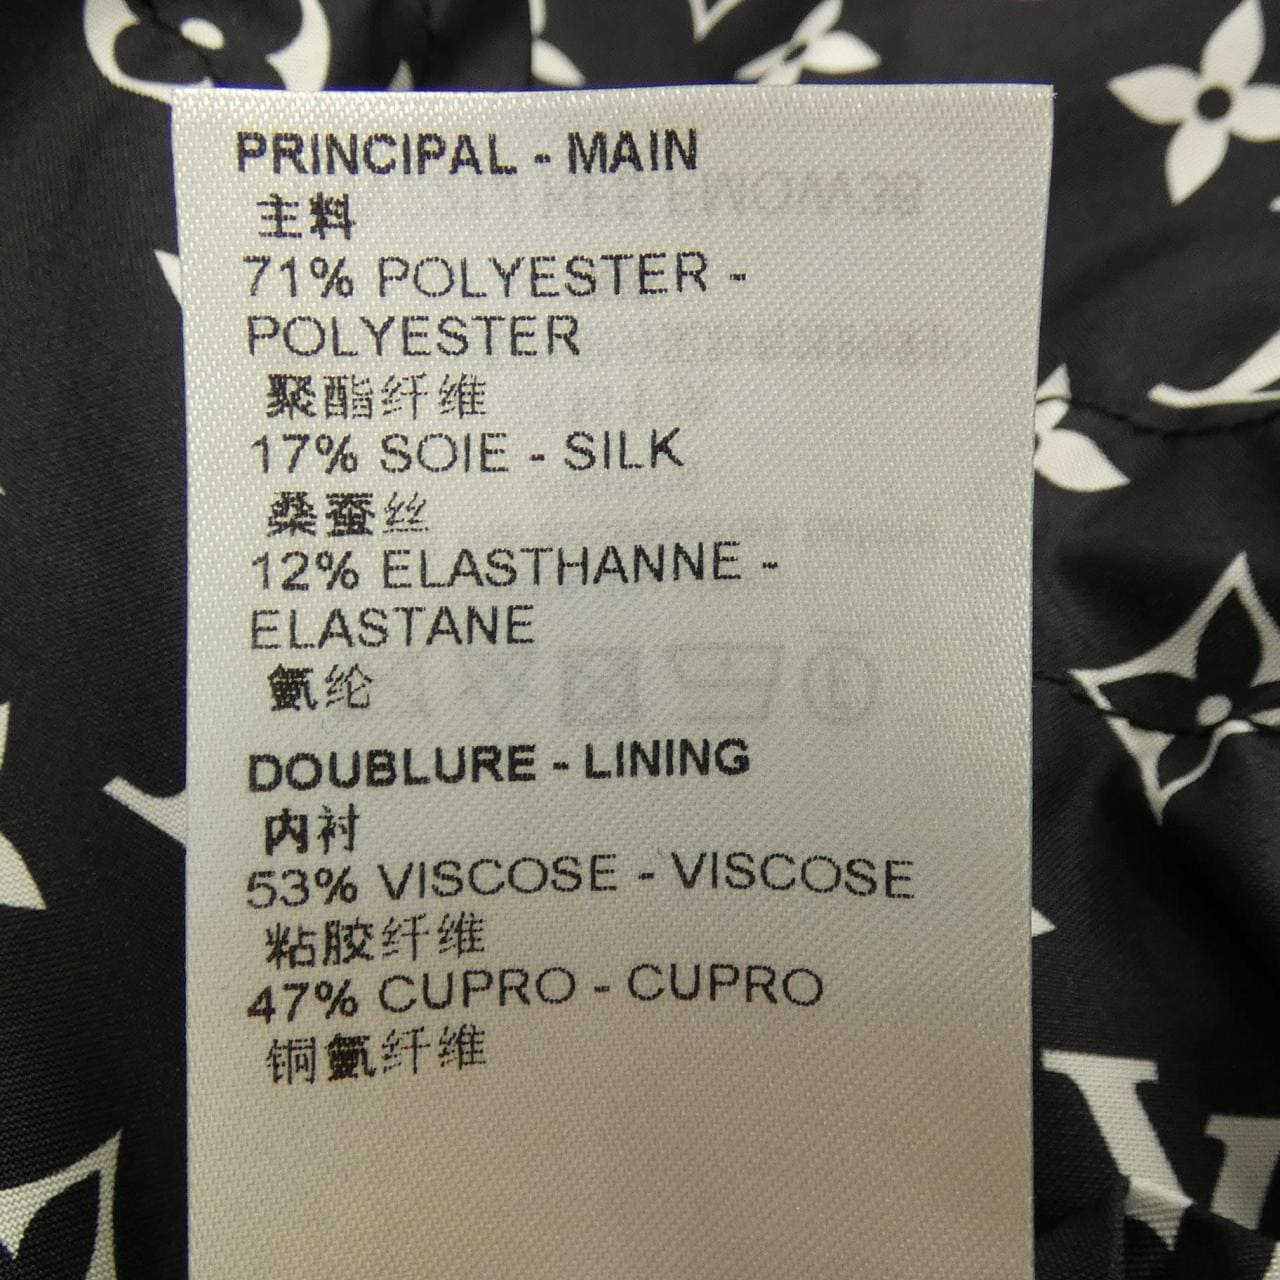 PRINCIPAL - MAIN
主料
71% POLYESTER -
POLYESTER
聚酯纤维
17% SOIE - SILK
桑蚕丝
12% ELASTHANNE -
ELASTANE
氨纶
DOUBLURE - LINING
内衬
53% VISCOSE - VISCOSE
粘胶纤维
47% CUPRO - CUPRO
铜氨纤维